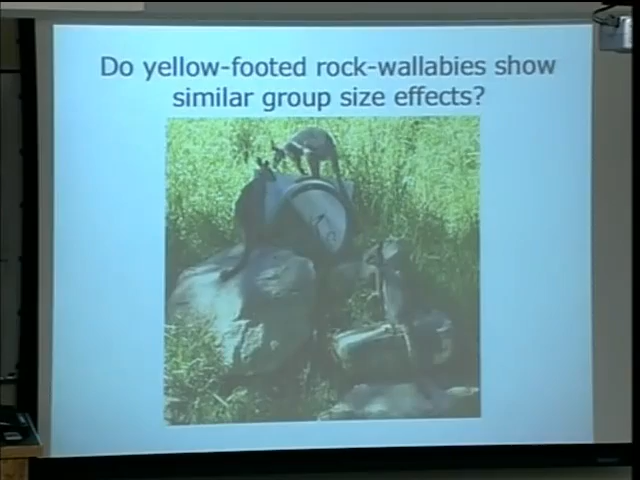 Do yellow-footed rock-wallabies show
similar group size effects?